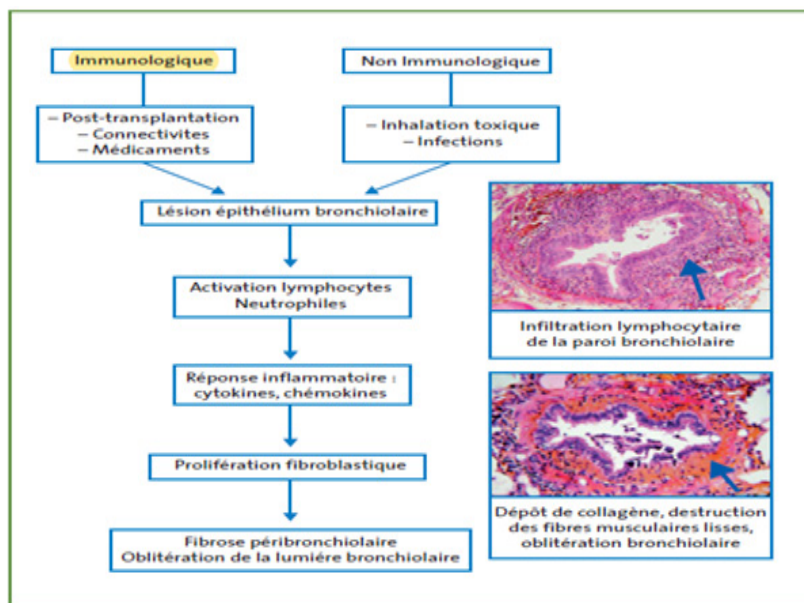 Immunologique
Non Immunologique
– Post-transplantation
– Connectivites
– Médicaments
– Inhalation toxique
– Infections
Lésion épithélium bronchiolaire
Activation lymphocytes
Neutrophiles
Réponse inflammatoire :
cytokines, chémokines
Prolifération fibroblastique
Fibrose péribronchiolaire
Oblitération de la lumiére bronchiolaire
Infiltration lymphocytaire
de la paroi bronchiolaire
Dépôt de collagène, destruction
des fibres musculaires lisses,
oblitération bronchiolaire